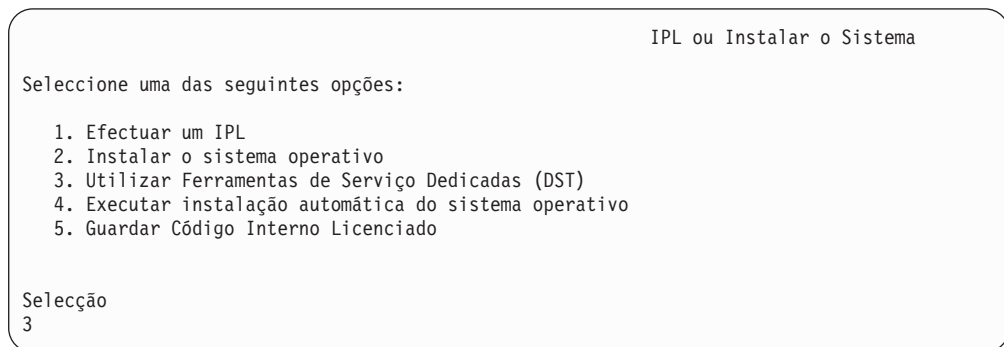 IPL ou Instalar o Sistema
Seleccione uma das seguintes opções:
1. Efectuar um IPL
2. Instalar o sistema operativo
3. Utilizar Ferramentas de Serviço Dedicadas (DST)
4. Executar instalação automática do sistema operativo
5. Guardar Código Interno Licenciado
Selecção
3